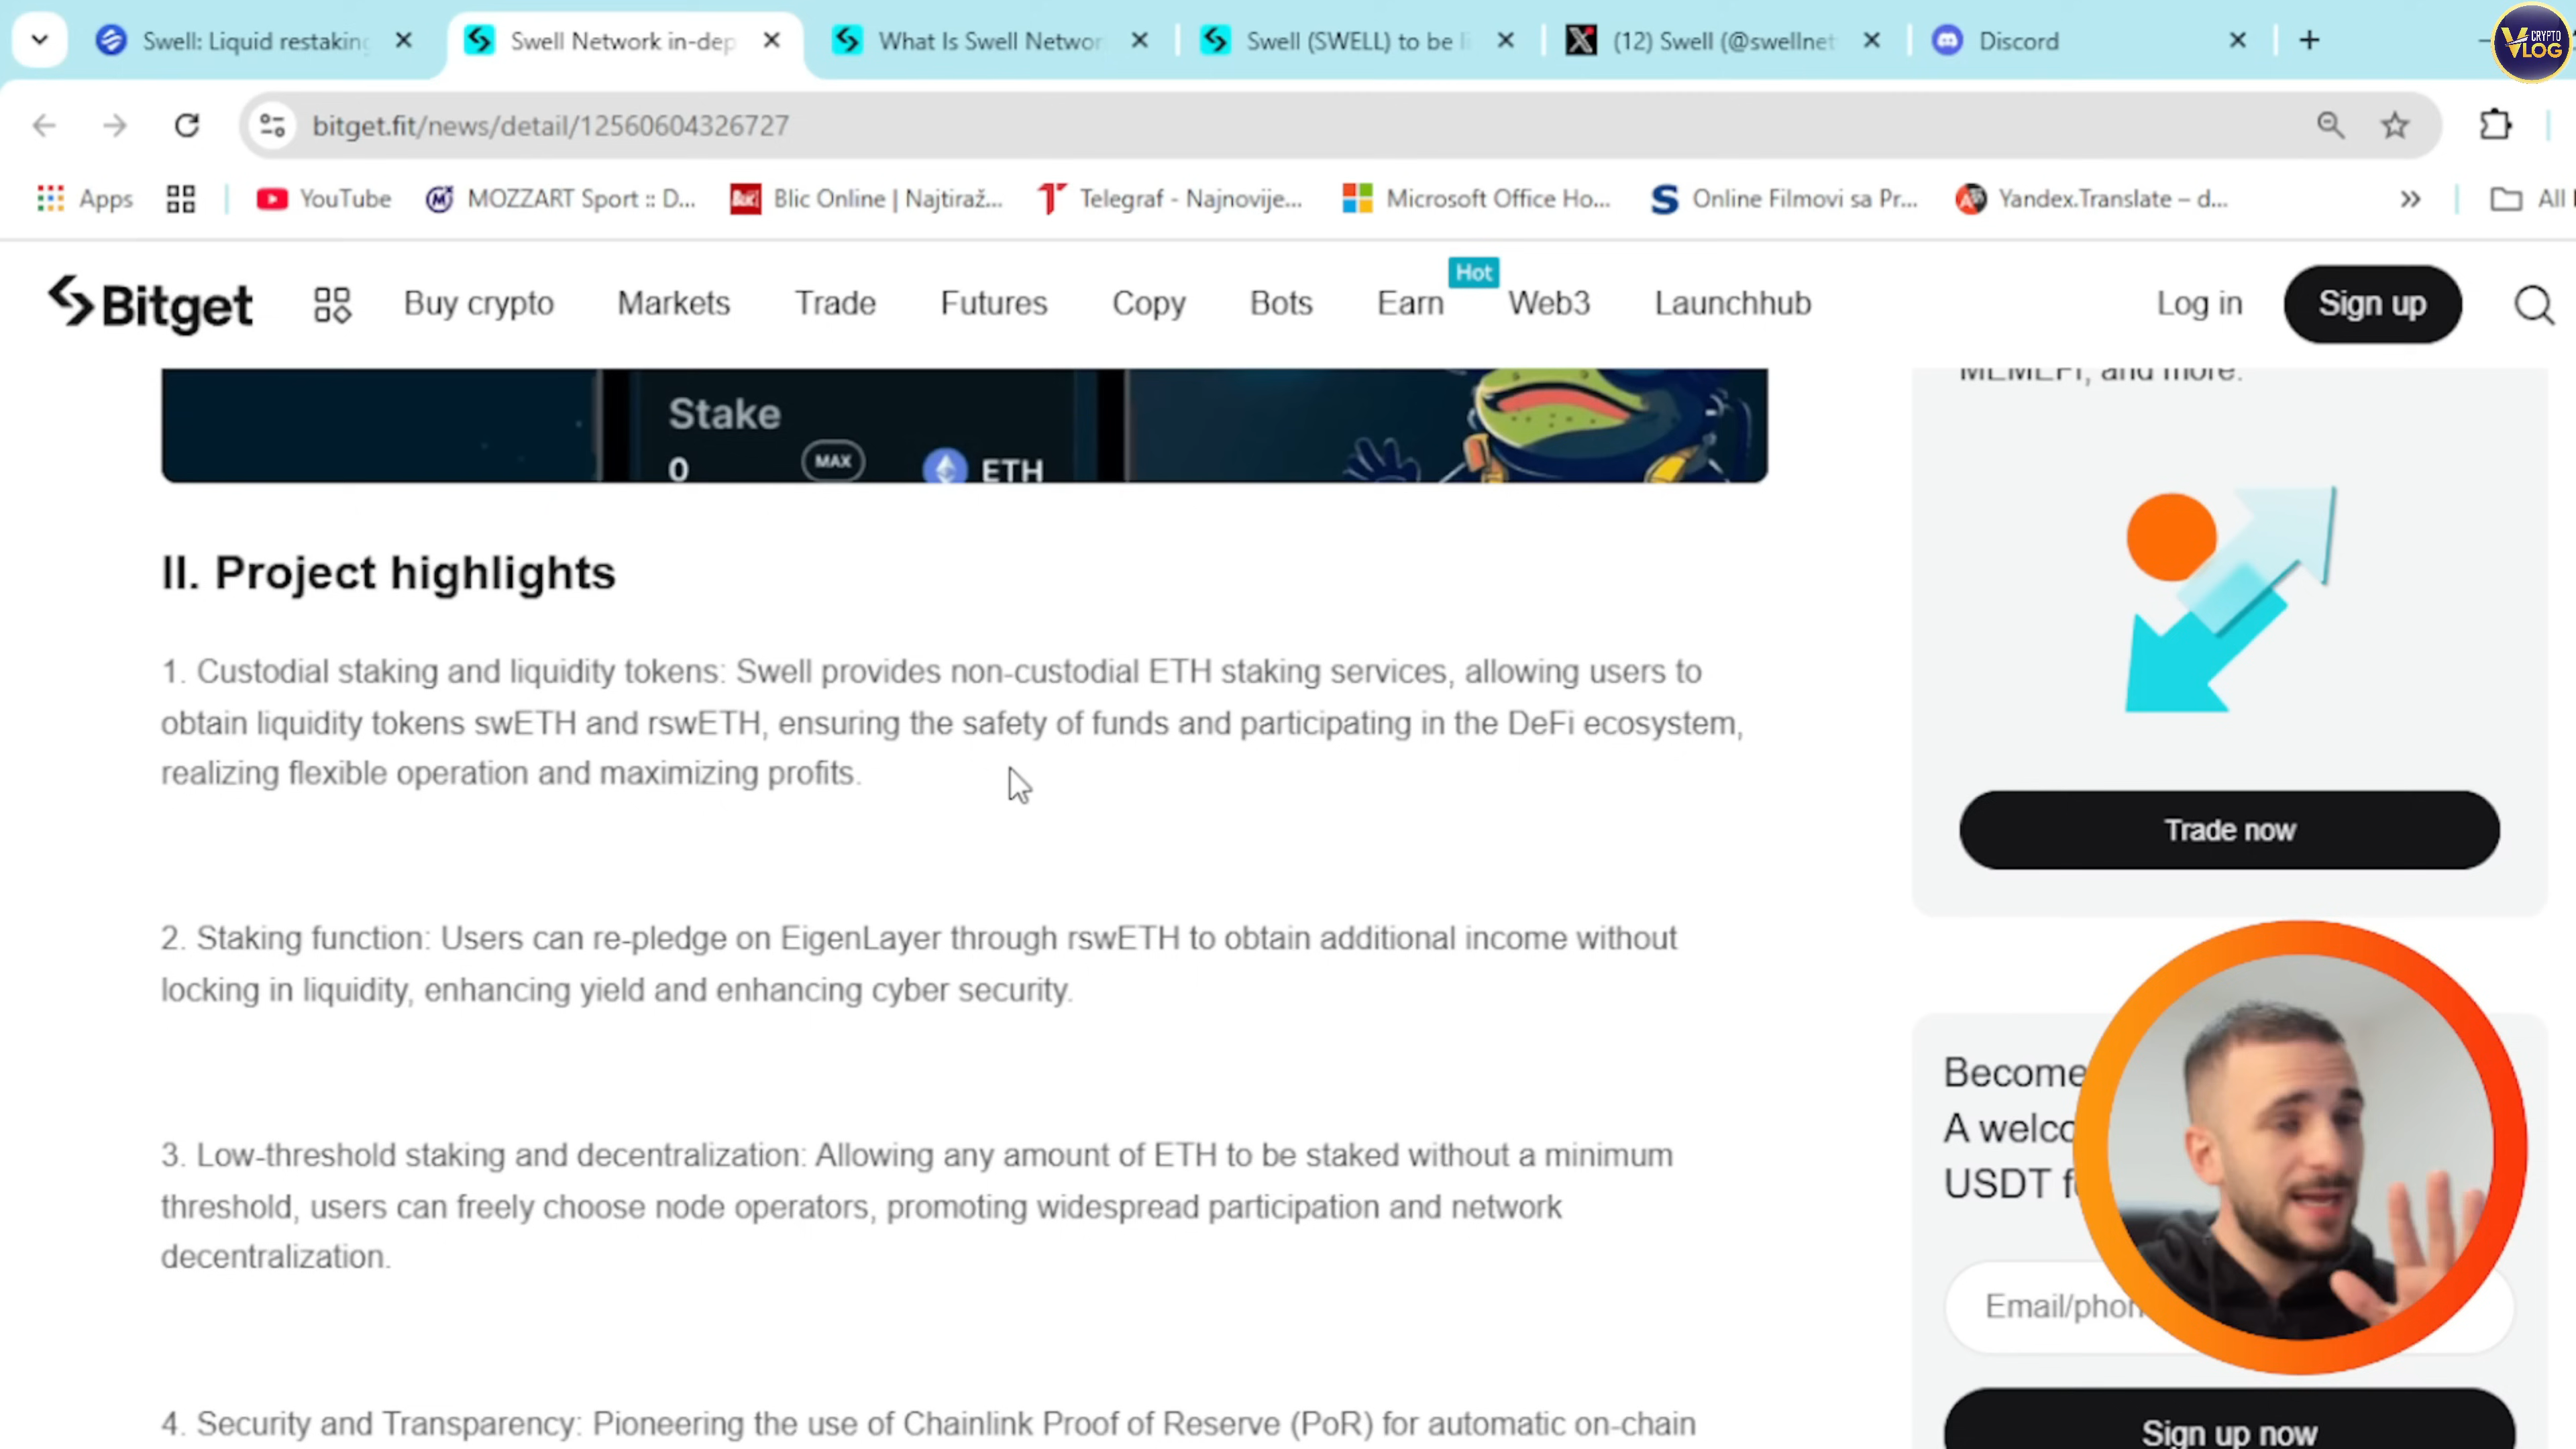 Swell: Liquid restaking
Swell Network in-dep
What Is Swell Networ
Swell (SWELL) to be li
(12) Swell (@swellnet
Discord
CRYPTO
VLOG
bitget.fit/news/detail/12560604326727
Apps
YouTube
MOZZART Sport :: D...
Blic Online | Najtiraž...
Telegraf - Najnovije...
Microsoft Office Ho...
Online Filmovi sa Pr...
Yandex.Translate – d...
All
Bitget
Buy crypto
Markets
Trade
Futures
Copy
Bots
Earn
Hot
Web3
Launchhub
Log in
Sign up
Stake
0
MAX
ETH
MEMEFI, and more.
II. Project highlights
1. Custodial staking and liquidity tokens: Swell provides non-custodial ETH staking services, allowing users to
obtain liquidity tokens swETH and rswETH, ensuring the safety of funds and participating in the DeFi ecosystem,
realizing flexible operation and maximizing profits.
Trade now
2. Staking function: Users can re-pledge on EigenLayer through rswETH to obtain additional income without
locking in liquidity, enhancing yield and enhancing cyber security.
3. Low-threshold staking and decentralization: Allowing any amount of ETH to be staked without a minimum
threshold, users can freely choose node operators, promoting widespread participation and network
decentralization.
4. Security and Transparency: Pioneering the use of Chainlink Proof of Reserve (PoR) for automatic on-chain
Become
A welco
USDT f
Email/phon
Sign up now